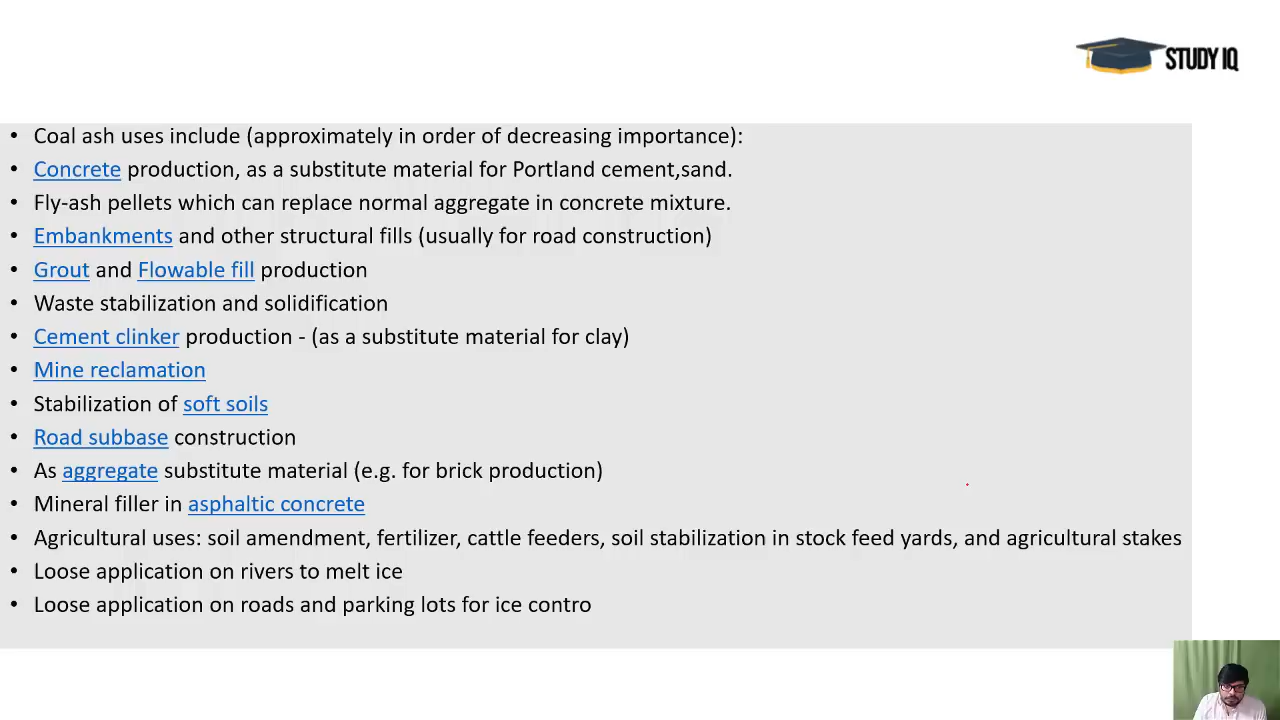 STUDY IQ
• Coal ash uses include (approximately in order of decreasing importance):
• Concrete production, as a substitute material for Portland cement,sand.
• Fly-ash pellets which can replace normal aggregate in concrete mixture.
• Embankments and other structural fills (usually for road construction)
• Grout and Flowable fill production
• Waste stabilization and solidification
• Cement clinker production - (as a substitute material for clay)
• Mine reclamation
• Stabilization of soft soils
• Road subbase construction
• As aggregate substitute material (e.g. for brick production)
• Mineral filler in asphaltic concrete
• Agricultural uses: soil amendment, fertilizer, cattle feeders, soil stabilization in stock feed yards, and agricultural stakes
• Loose application on rivers to melt ice
• Loose application on roads and parking lots for ice contro